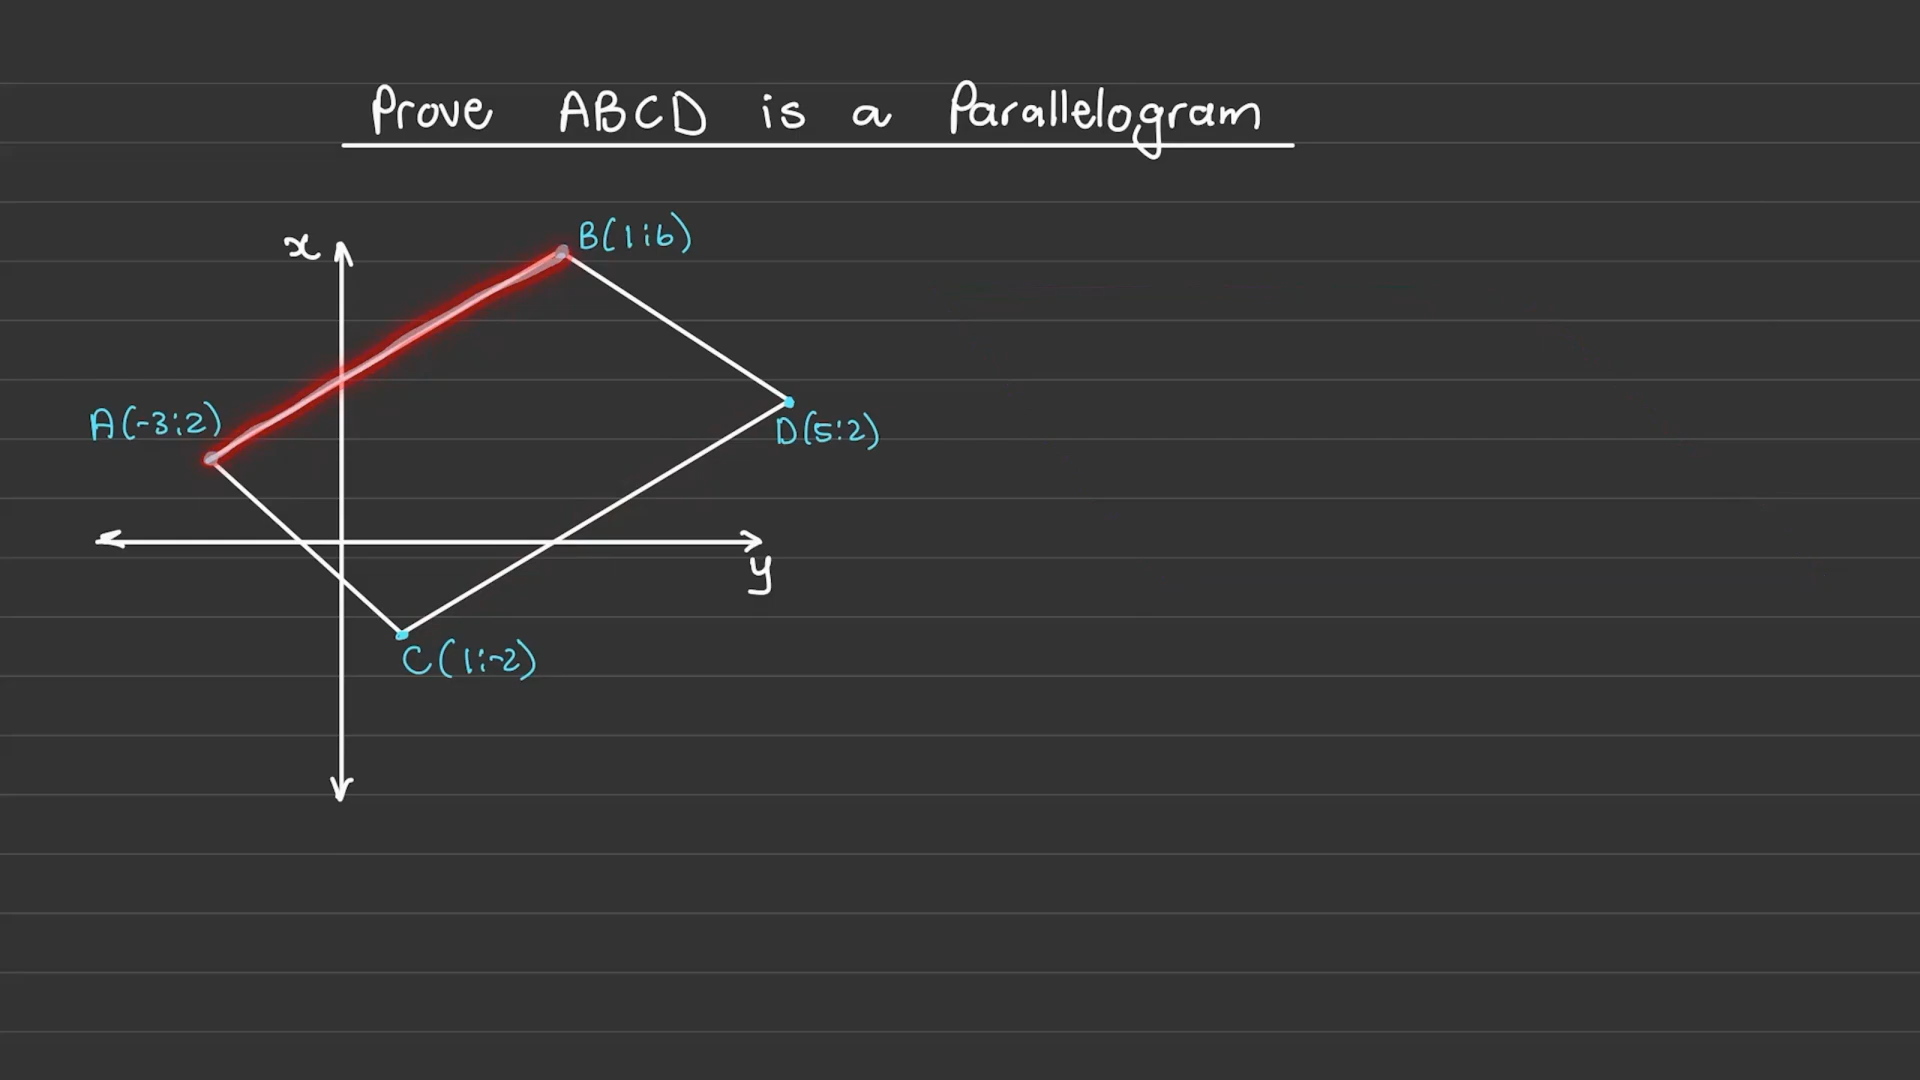 Prove ABCD is a Parallelogram
x
B(1;6)
A(-3;2)
D(5;2)
y
C(1;-2)